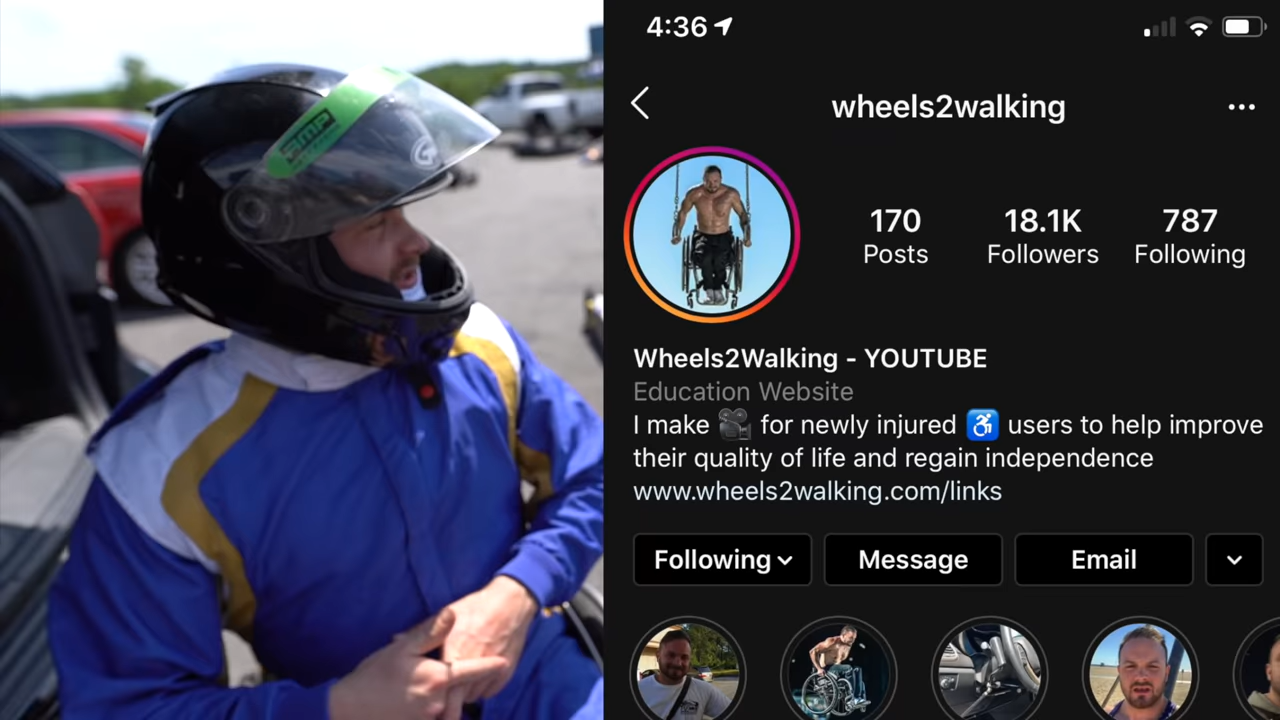 4:36
wheels2walking
170
Posts
18.1K
Followers
787
Following
Wheels2Walking - YOUTUBE
Education Website
I make for newly injured users to help improve
their quality of life and regain independence
www.wheels2walking.com/links
Following
Message
Email